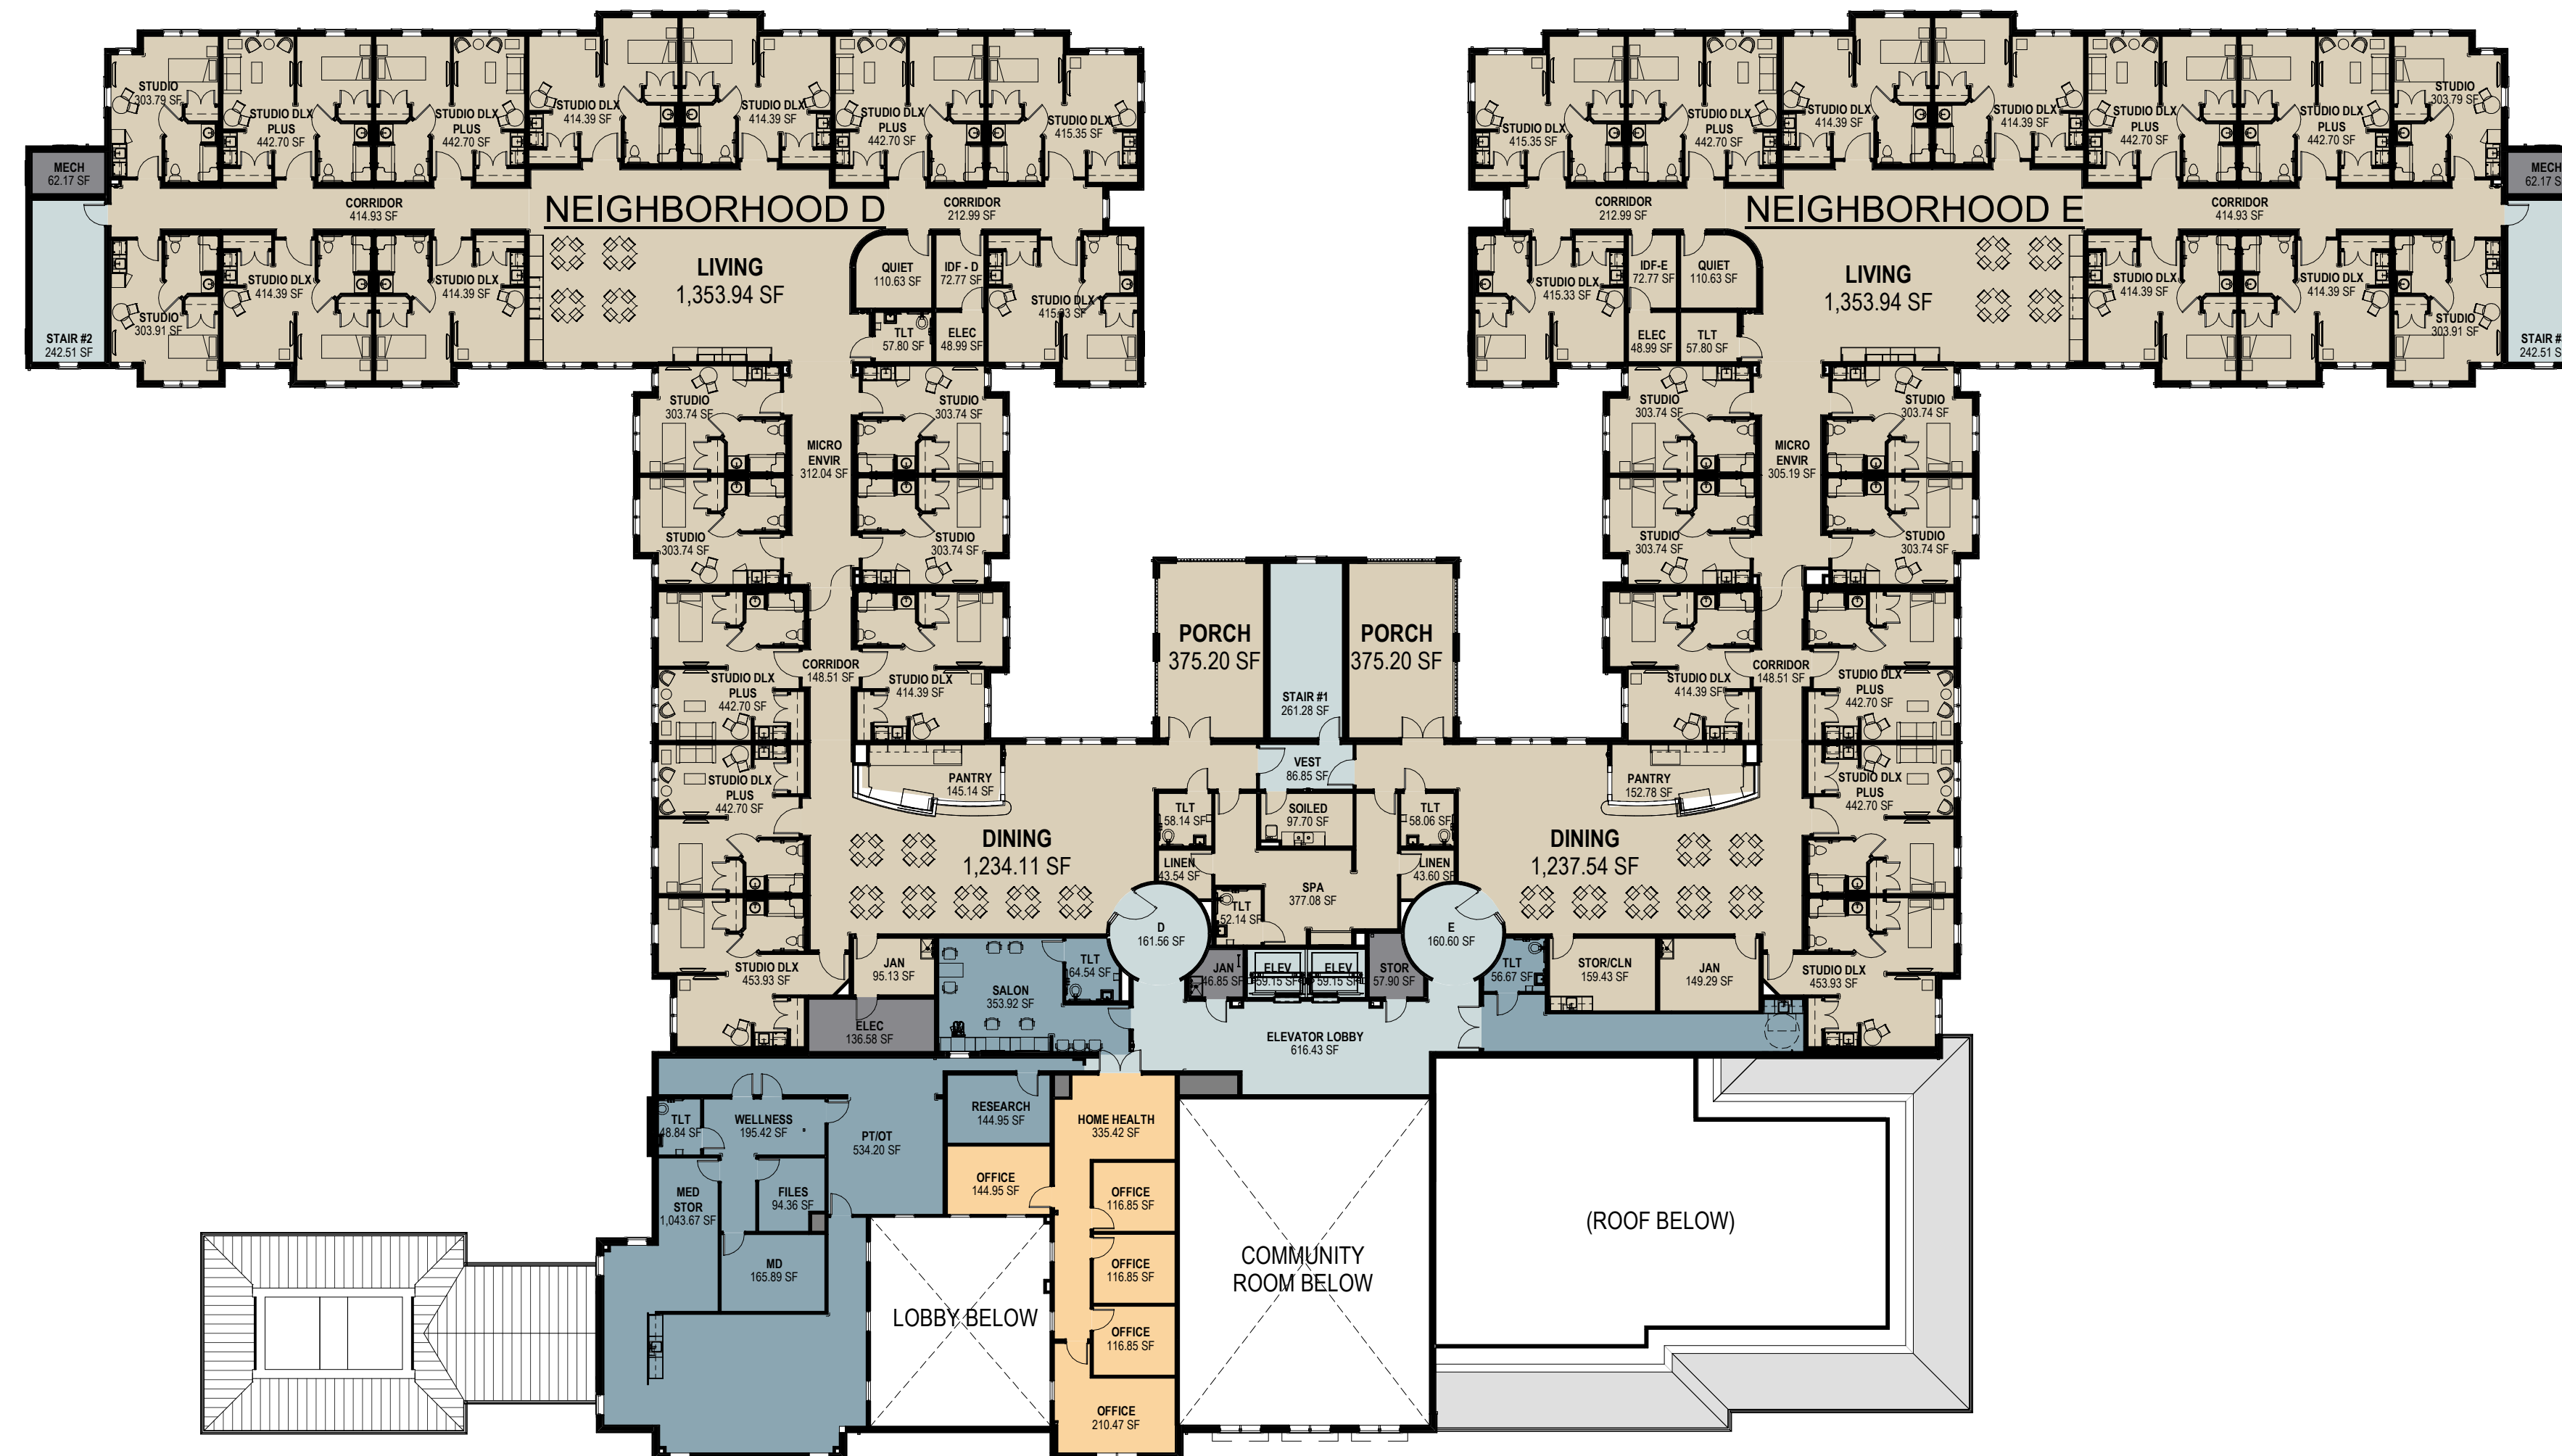 STUDIO
303.79 SF
STUDIO DLX
PLUS
442.70 SF
STUDIO DLX
PLUS
442.70 SF
STUDIO DLX
414.39 SF
STUDIO DLX
414.39 SF
STUDIO DLX
PLUS
442.70 SF
STUDIO DLX
415.35 SF
STUDIO DLX
415.35 SF
STUDIO DLX
PLUS
442.70 SF
STUDIO DLX
414.39 SF
STUDIO DLX
414.39 SF
STUDIO DLX
PLUS
442.70 SF
STUDIO DLX
PLUS
442.70 SF
STUDIO
303.79 SF
MECH
62.17 SF
MECH
62.17 S
CORRIDOR
414.93 SF
NEIGHBORHOOD D
CORRIDOR
212.99 SF
CORRIDOR
212.99 SF
NEIGHBORHOOD E
CORRIDOR
414.93 SF
STAIR #2
242.51 SF
STUDIO
303.91 SF
STUDIO DLX
414.39 SF
STUDIO DLX
414.39 SF
LIVING
1,353.94 SF
QUIET
110.63 SF
IDF - D
72.77 SF
STUDIO DLX
415.33 SF
TLT
57.80 SF
ELEC
48.99 SF
STUDIO DLX
415.33 SF
IDF-E
72.77 SF
QUIET
110.63 SF
ELEC
48.99 SF
TLT
57.80 SF
LIVING
1,353.94 SF
STUDIO DLX
414.39 SF
STUDIO DLX
414.39 SF
STUDIO
303.91 SF
STAIR #
242.51 S
STUDIO
303.74 SF
STUDIO
303.74 SF
MICRO
ENVIR
312.04 SF
STUDIO
303.74 SF
STUDIO
303.74 SF
STUDIO
303.74 SF
STUDIO
303.74 SF
MICRO
ENVIR
305.19 SF
STUDIO
303.74 SF
STUDIO
303.74 SF
PORCH
375.20 SF
STAIR #1
261.28 SF
PORCH
375.20 SF
CORRIDOR
148.51 SF
STUDIO DLX
PLUS
442.70 SF
STUDIO DLX
414.39 SF
CORRIDOR
148.51 SF
STUDIO DLX
414.39 SF
STUDIO DLX
PLUS
442.70 SF
STUDIO DLX
PLUS
442.70 SF
PANTRY
145.14 SF
VEST
86.85 SF
PANTRY
152.78 SF
STUDIO DLX
PLUS
442.70 SF
DINING
1,234.11 SF
TLT
58.14 SF
SOILED
97.70 SF
TLT
58.06 SF
DINING
1,237.54 SF
LINEN
43.54 SF
SPA
377.08 SF
LINEN
43.60 SF
TLT
52.14 SF
D
161.56 SF
E
160.60 SF
STUDIO DLX
453.93 SF
JAN
95.13 SF
SALON
353.92 SF
TLT
64.54 SF
JAN
46.85 SF
ELEV
59.15 SF
ELEV
59.15 SF
STOR
57.90 SF
TLT
56.67 SF
STOR/CLN
159.43 SF
JAN
149.29 SF
STUDIO DLX
453.93 SF
ELEC
136.58 SF
ELEVATOR LOBBY
616.43 SF
TLT
48.84 SF
WELLNESS
195.42 SF
PT/OT
534.20 SF
RESEARCH
144.95 SF
HOME HEALTH
335.42 SF
MED
STOR
1,043.67 SF
FILES
94.36 SF
OFFICE
144.95 SF
OFFICE
116.85 SF
MD
165.89 SF
OFFICE
116.85 SF
LOBBY BELOW
OFFICE
116.85 SF
OFFICE
210.47 SF
COMMUNITY
ROOM BELOW
(ROOF BELOW)